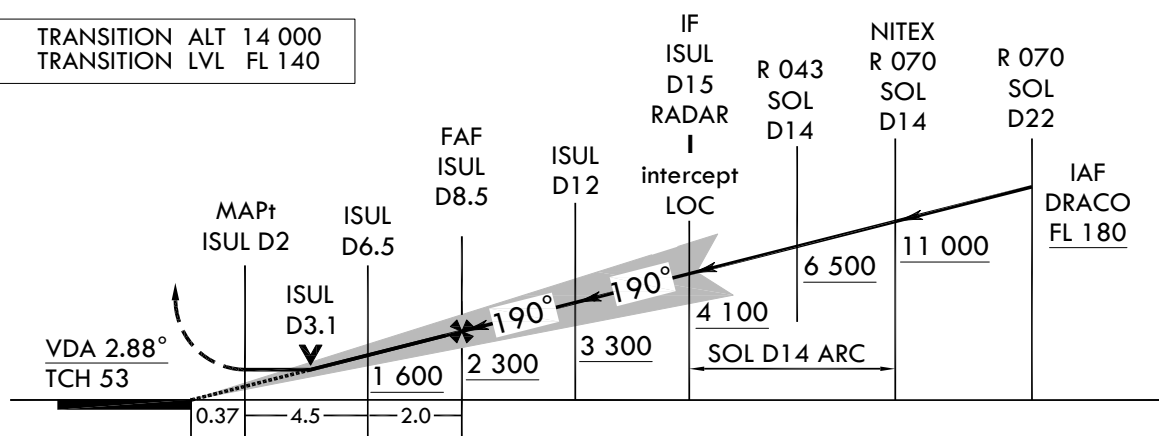 TRANSITION ALT 14 000
TRANSITION LVL FL 140
MAPt
ISUL D2
ISUL
D3.1
ISUL
D6.5
FAF
ISUL
D8.5
ISUL
D12
IF
ISUL
D15
RADAR
intercept
LOC
R 043
SOL
D14
NITEX
R 070
SOL
D14
R 070
SOL
D22
IAF
DRACO
FL 180
11 000
6 500
4 100
3 300
2 300
1 600
190°
190°
SOL D14 ARC
VDA 2.88°
TCH 53
0.37
4.5
2.0